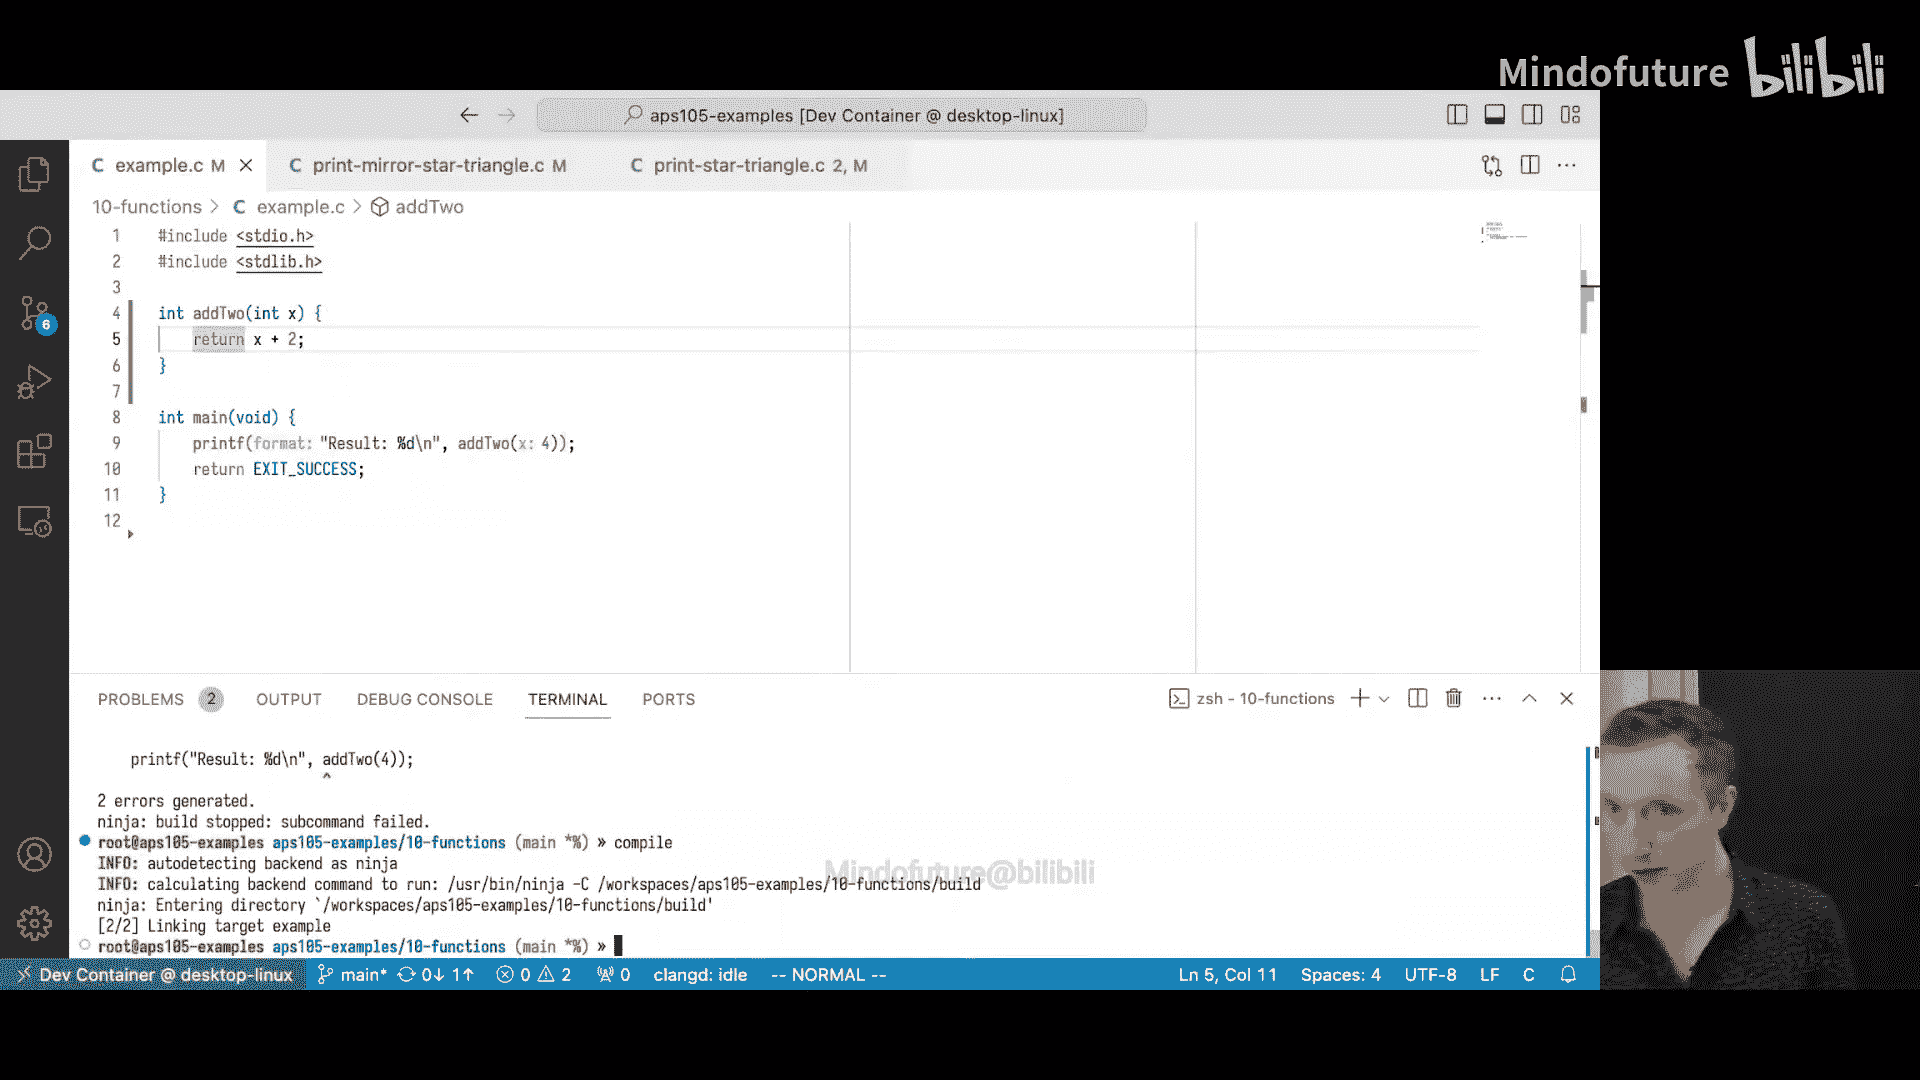 Mindofuture bilibili
aps105-examples [Dev Container @ desktop-linux]
example.c M
print-mirror-star-triangle.c M
print-star-triangle.c 2, M
10-functions > C example.c > addTwo
1 #include <stdio.h>
2 #include <stdlib.h>
3
4 int addTwo(int x) {
5 return x + 2;
6 }
7
8 int main(void) {
9 printf(format: "Result: %d\n", addTwo(x: 4));
10 return EXIT_SUCCESS;
11 }
12
6
PROBLEMS 2 OUTPUT DEBUG CONSOLE TERMINAL PORTS
zsh - 10-functions
printf("Result: %d\n", addTwo(4));
^
2 errors generated.
ninja: build stopped: subcommand failed.
root@aps105-examples aps105-examples/10-functions (main *%) » compile
INFO: autodetecting backend as ninja
INFO: calculating backend command to run: /usr/bin/ninja -C /workspaces/aps105-examples/10-functions/build
ninja: Entering directory `/workspaces/aps105-examples/10-functions/build'
[2/2] Linking target example
root@aps105-examples aps105-examples/10-functions (main *%) »
Mindofuture@bilibili
Dev Container @ desktop-linux main* 0↓ 1↑ 0 2 0 clangd: idle -- NORMAL -- Ln 5, Col 11 Spaces: 4 UTF-8 LF C